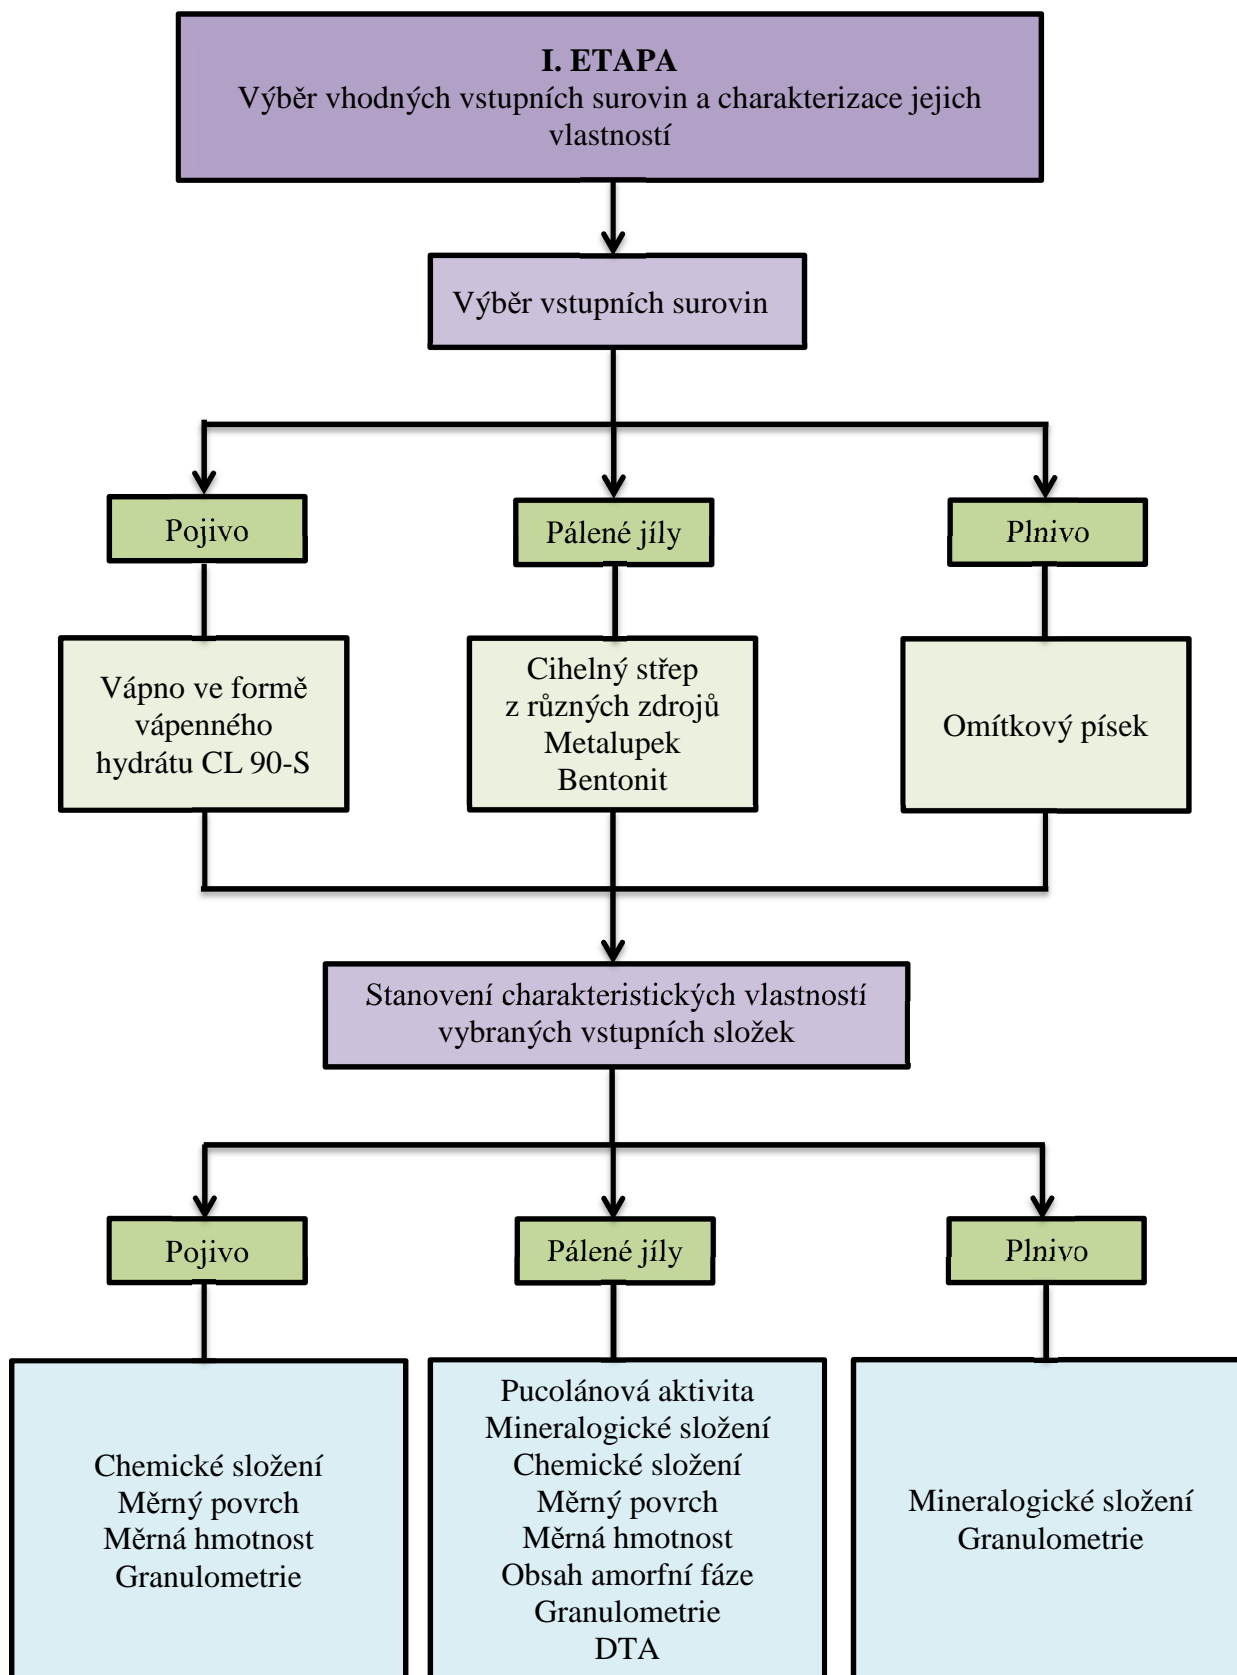 I. ETAPA
Výběr vhodných vstupních surovin a charakterizace jejich
vlastností
Výběr vstupních surovin
Pojivo
Pálené jíly
Plnivo
Vápno ve formě
vápenného
hydrátu CL 90-S
Cihelný střep
z různých zdrojů
Metalupek
Bentonit
Omítkový písek
Stanovení charakteristických vlastností
vybraných vstupních složek
Pojivo
Pálené jíly
Plnivo
Chemické složení
Měrný povrch
Měrná hmotnost
Granulometrie
Pucolánová aktivita
Mineralogické složení
Chemické složení
Měrný povrch
Měrná hmotnost
Obsah amorfní fáze
Granulometrie
DTA
Mineralogické složení
Granulometrie